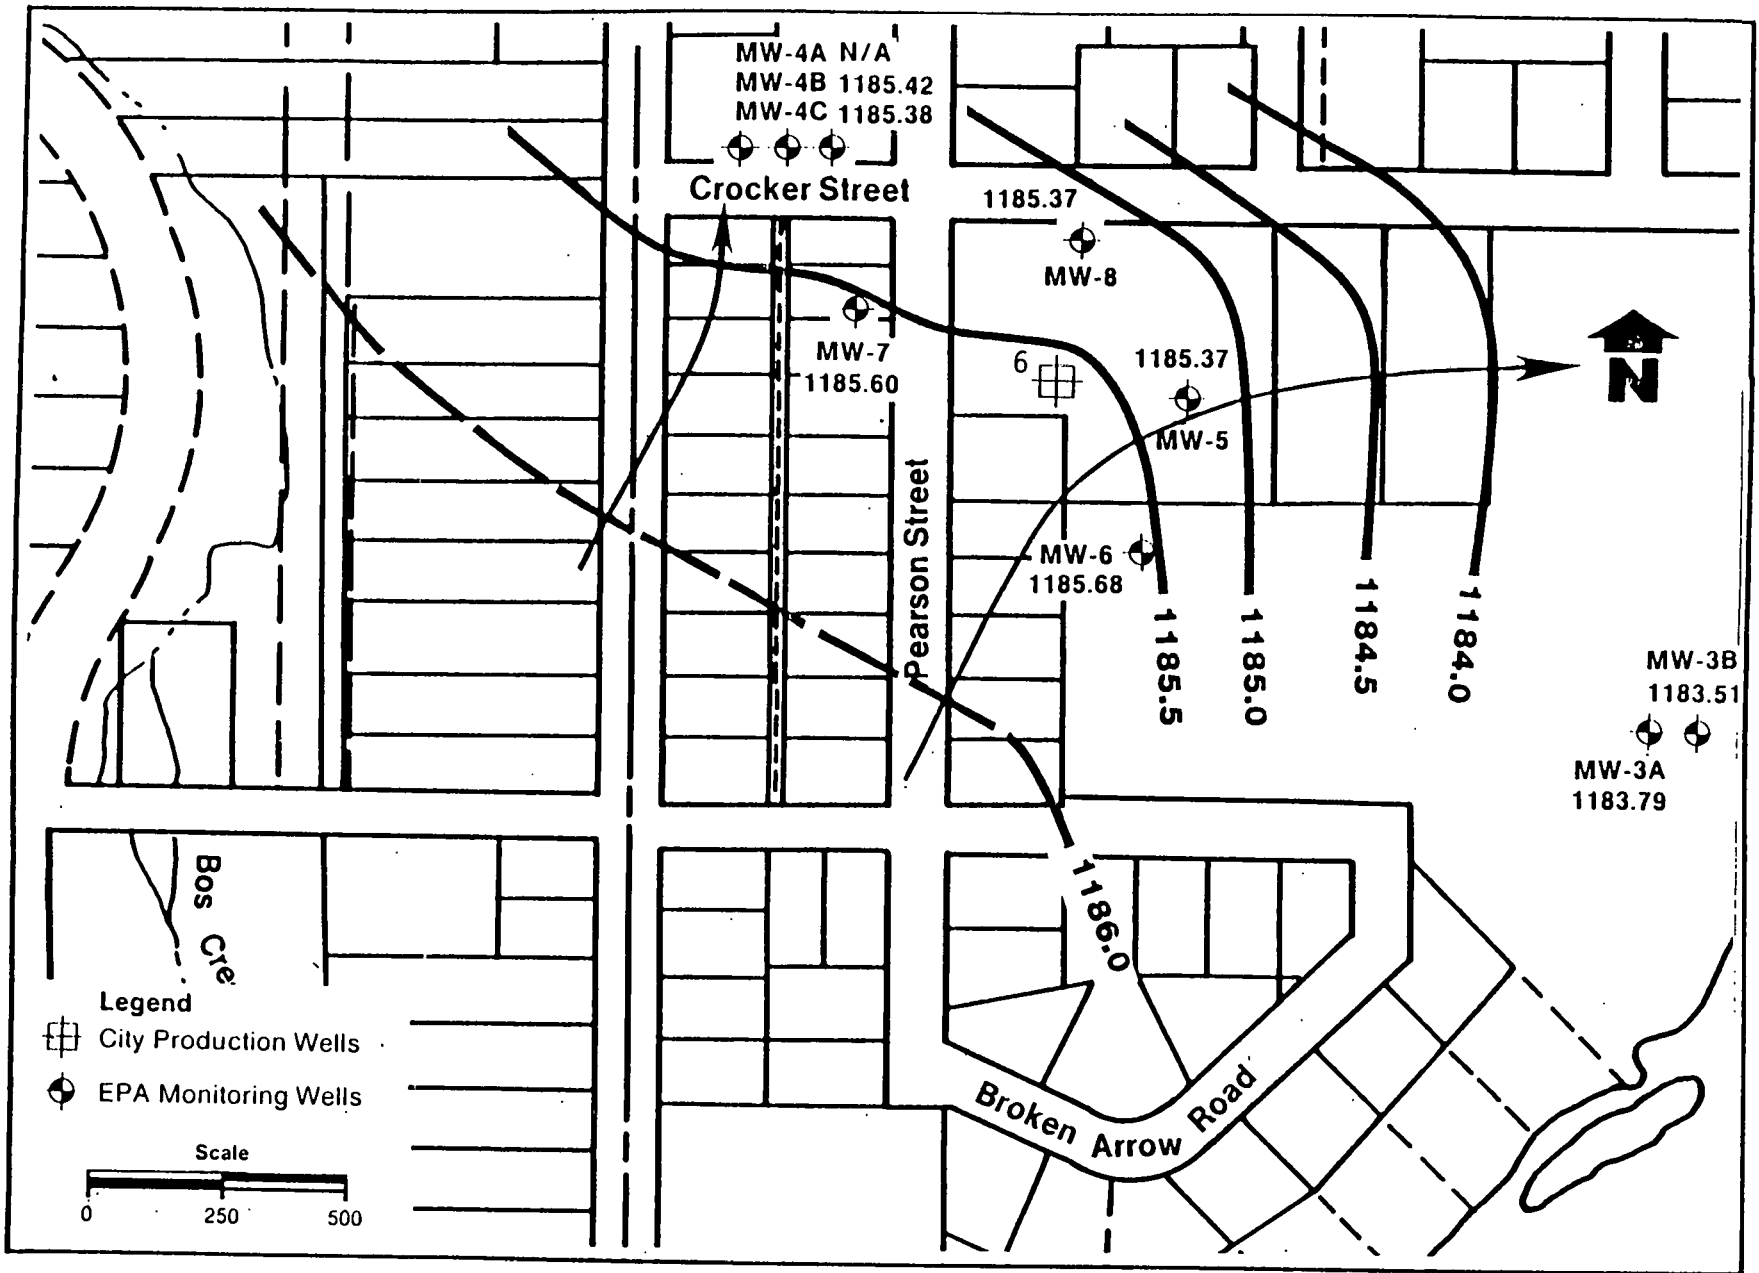 MW-4A N/A
MW-4B 1185.42
MW-4C 1185.38
Crocker Street
1185.37
MW-8
MW-7
1185.60
6
1185.37
MW-5
N
Pearson Street
MW-6
1185.68
1185.5
1185.0
1184.5
1184.0
MW-3B
1183.51
MW-3A
1183.79
1186.0
Bos Cre
Legend
City Production Wells
EPA Monitoring Wells
Scale
0 250 500
Broken Arrow Road